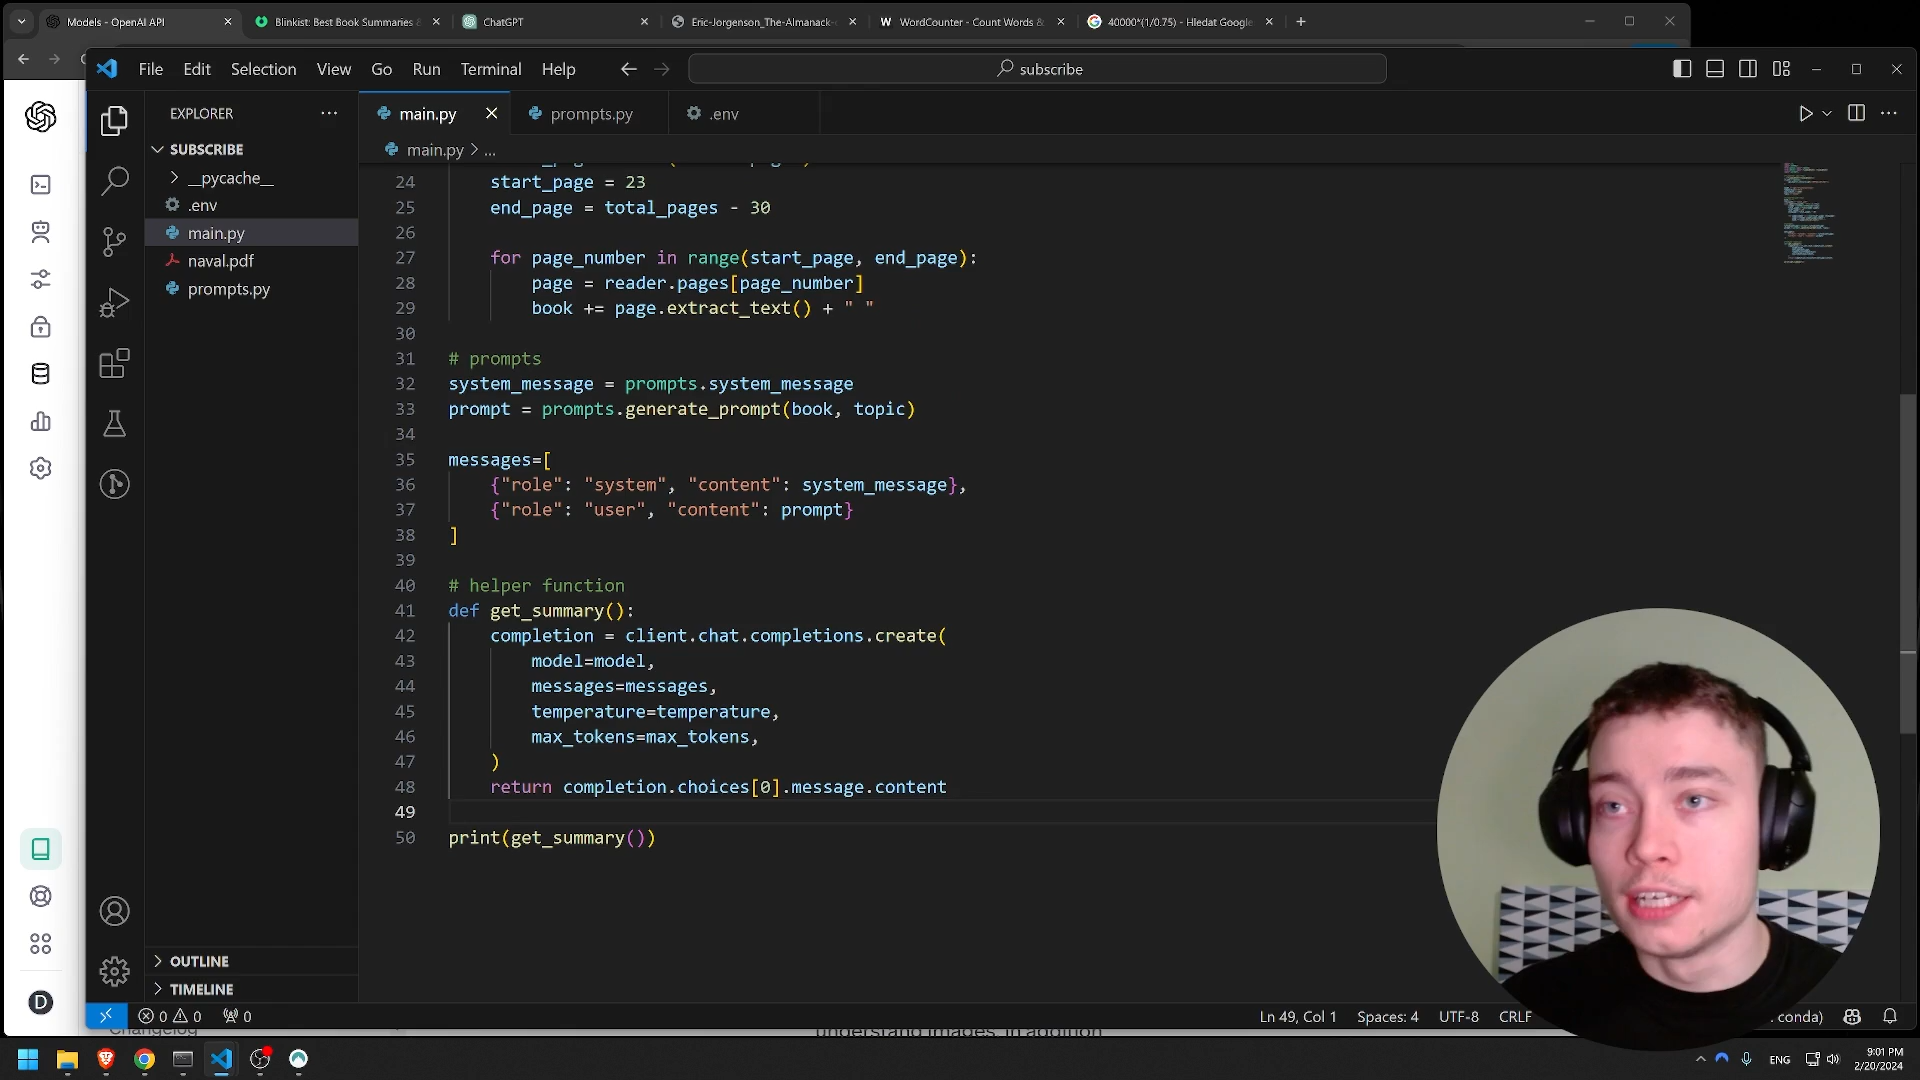 Models - OpenAI API
Blinkist: Best Book Summaries &
ChatGPT
Eric-Jorgenson_The-Almanack-
WordCounter - Count Words &
40000*(1/0.75) - Hledat Google
File Edit Selection View Go Run Terminal Help
subscribe
EXPLORER
main.py
prompts.py
.env
SUBSCRIBE
main.py > ...
__pycache__
.env
main.py
naval.pdf
prompts.py
24 start_page = 23
25 end_page = total_pages - 30
26
27 for page_number in range(start_page, end_page):
28 page = reader.pages[page_number]
29 book += page.extract_text() + " "
30
31 # prompts
32 system_message = prompts.system_message
33 prompt = prompts.generate_prompt(book, topic)
34
35 messages=[
36 {"role": "system", "content": system_message},
37 {"role": "user", "content": prompt}
38 ]
39
40 # helper function
41 def get_summary():
42 completion = client.chat.completions.create(
43 model=model,
44 messages=messages,
45 temperature=temperature,
46 max_tokens=max_tokens,
47 )
48 return completion.choices[0].message.content
49
50 print(get_summary())
OUTLINE
TIMELINE
D
0 0 0
Ln 49, Col 1
Spaces: 4
UTF-8
CRLF
conda)
Changelog
understand images, in addition
ENG
9:01 PM
2/20/2024